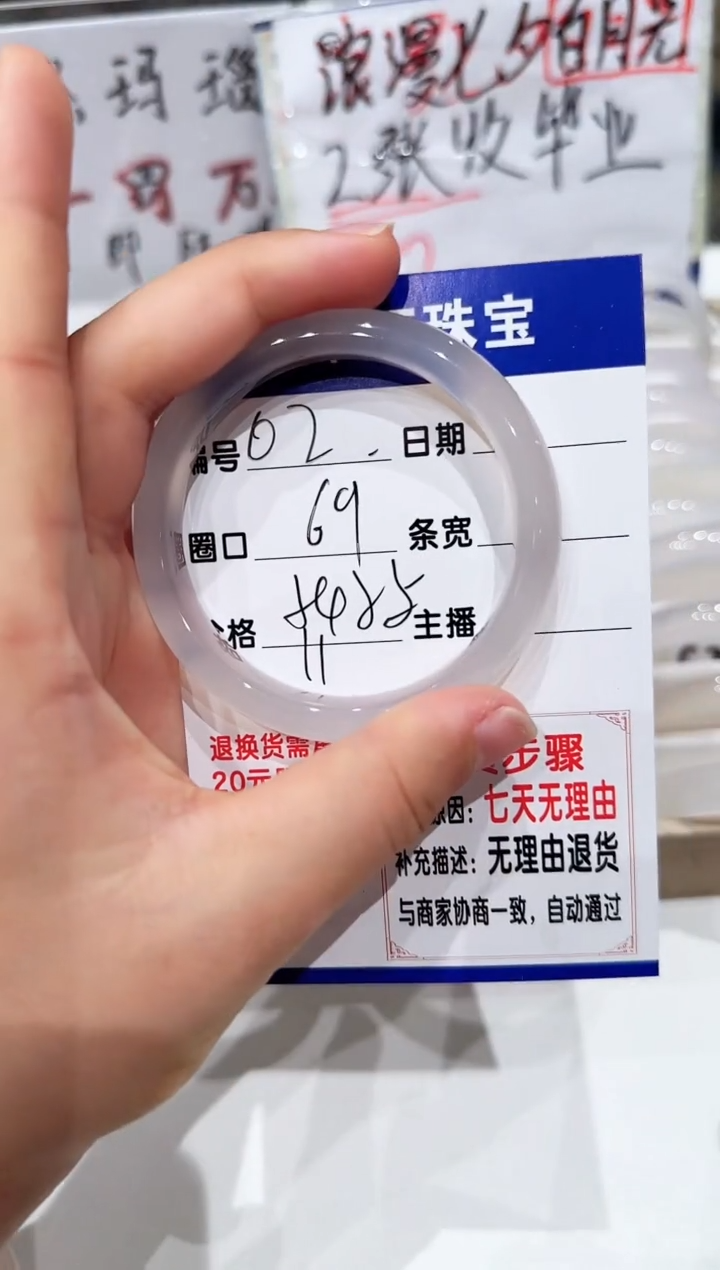 玛瑙
浪漫七夕白月光
2张收毕业
万
即
珠宝
编号 02. 日期
圈口 69 条宽
格 主播
退换货需
20元
步骤
原因：七天无理由
补充描述：无理由退货
与商家协商一致，自动通过